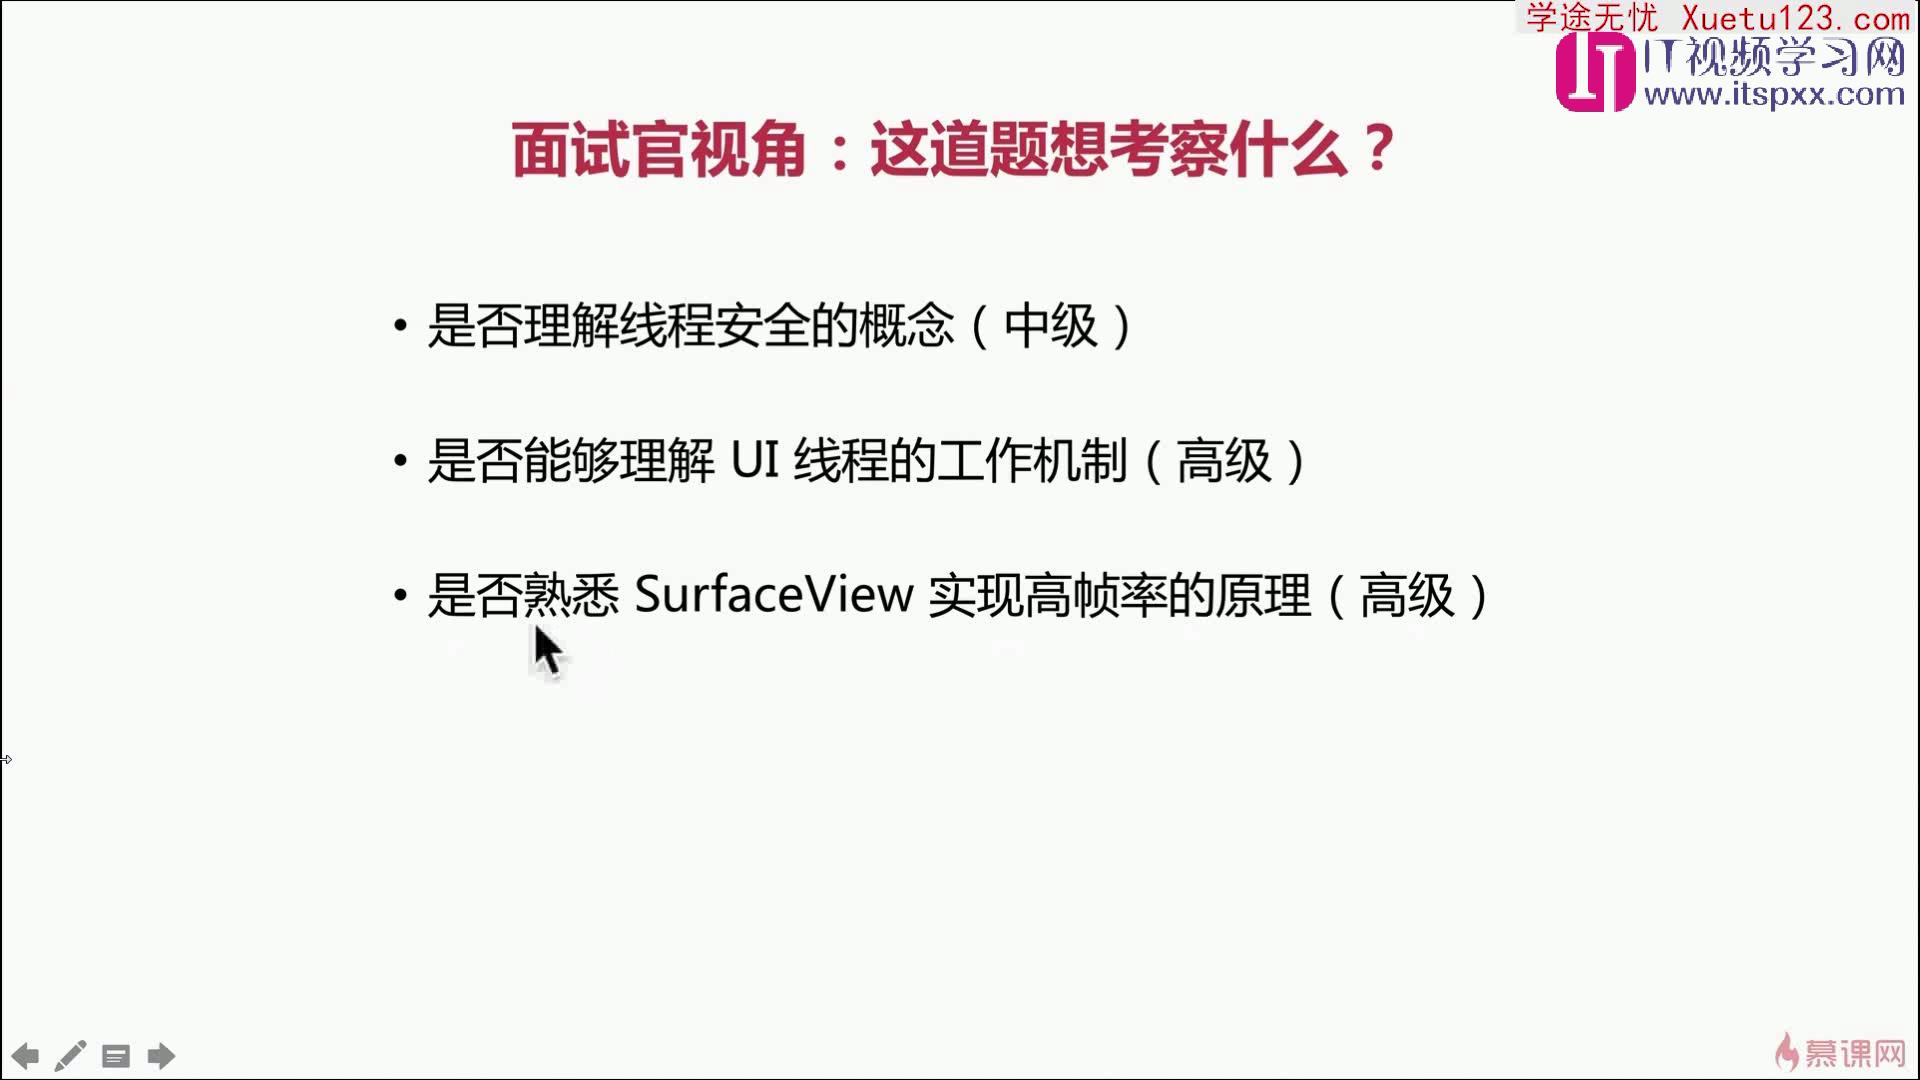 学途无忧 Xuetu123.com
IT视频学习网
www.itspxx.com
面试官视角：这道题想考察什么？
• 是否理解线程安全的概念（中级）
• 是否能够理解 UI 线程的工作机制（高级）
• 是否熟悉 SurfaceView 实现高帧率的原理（高级）
慕课网